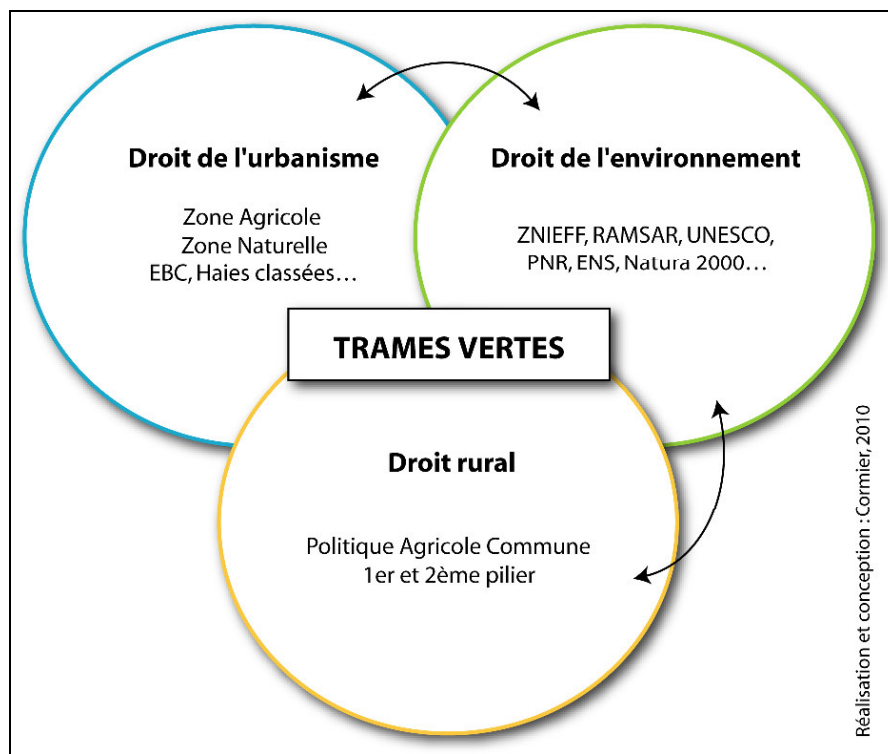 Droit de l'urbanisme
Zone Agricole
Zone Naturelle
EBC, Haies classées...
Droit de l'environnement
ZNIEFF, RAMSAR, UNESCO,
PNR, ENS, Natura 2000...
TRAMES VERTES
Droit rural
Politique Agricole Commune
1er et 2ème pilier
Réalisation et conception : Cormier, 2010